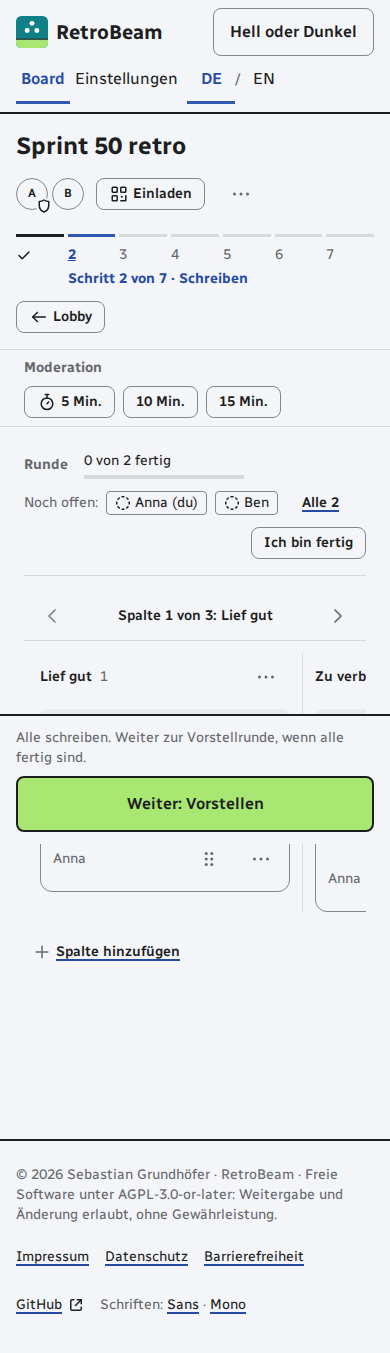 RetroBeam
Hell oder Dunkel
Board Einstellungen DE / EN
Sprint 50 retro
A B Einladen
2 3 4 5 6 7
Schritt 2 von 7 · Schreiben
Lobby
Moderation
5 Min. 10 Min. 15 Min.
Runde 0 von 2 fertig
Noch offen: Anna (du) Ben Alle 2
Ich bin fertig
Spalte 1 von 3: Lief gut
Lief gut 1 Zu verb
Alle schreiben. Weiter zur Vorstellrunde, wenn alle
fertig sind.
Weiter: Vorstellen
Anna
Anna
Spalte hinzufügen
© 2026 Sebastian Grundhöfer · RetroBeam · Freie
Software unter AGPL-3.0-or-later: Weitergabe und
Änderung erlaubt, ohne Gewährleistung.
Impressum Datenschutz Barrierefreiheit
GitHub Schriften: Sans · Mono